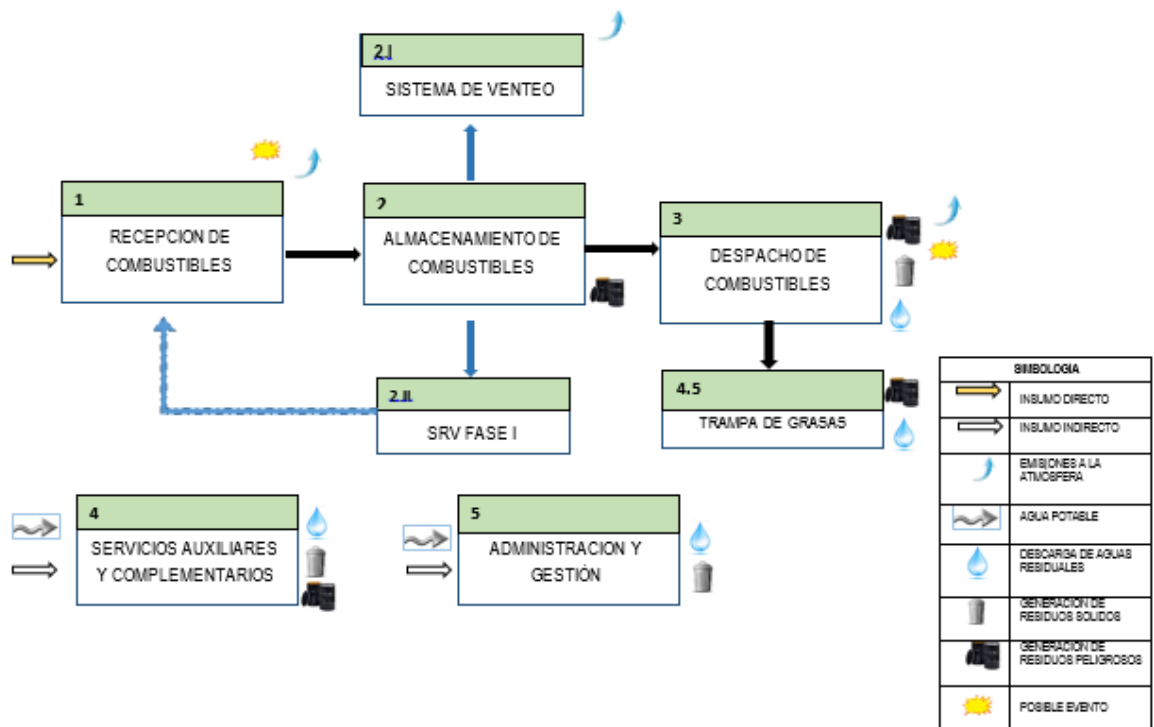 2.I
SISTEMA DE VENTEO
1
RECEPCION DE
COMBUSTIBLES
2
ALMACENAMIENTO DE
COMBUSTIBLES
3
DESPACHO DE
COMBUSTIBLES
2.II.
SRV FASE I
4.5
TRAMPA DE GRASAS
4
SERVICIOS AUXILIARES
Y COMPLEMENTARIOS
5
ADMINISTRACION Y
GESTIÓN
SIMBOLOGIA
INSUMO DIRECTO
INSUMO INDIRECTO
EMISIONES A LA
ATMOSFERA
AGUA POTABLE
DESCARGA DE AGUAS
RESIDUALES
GENERACION DE
RESIDUOS SOLIDOS
GENERACION DE
RESIDUOS PELIGROSOS
POSIBLE EVENTO